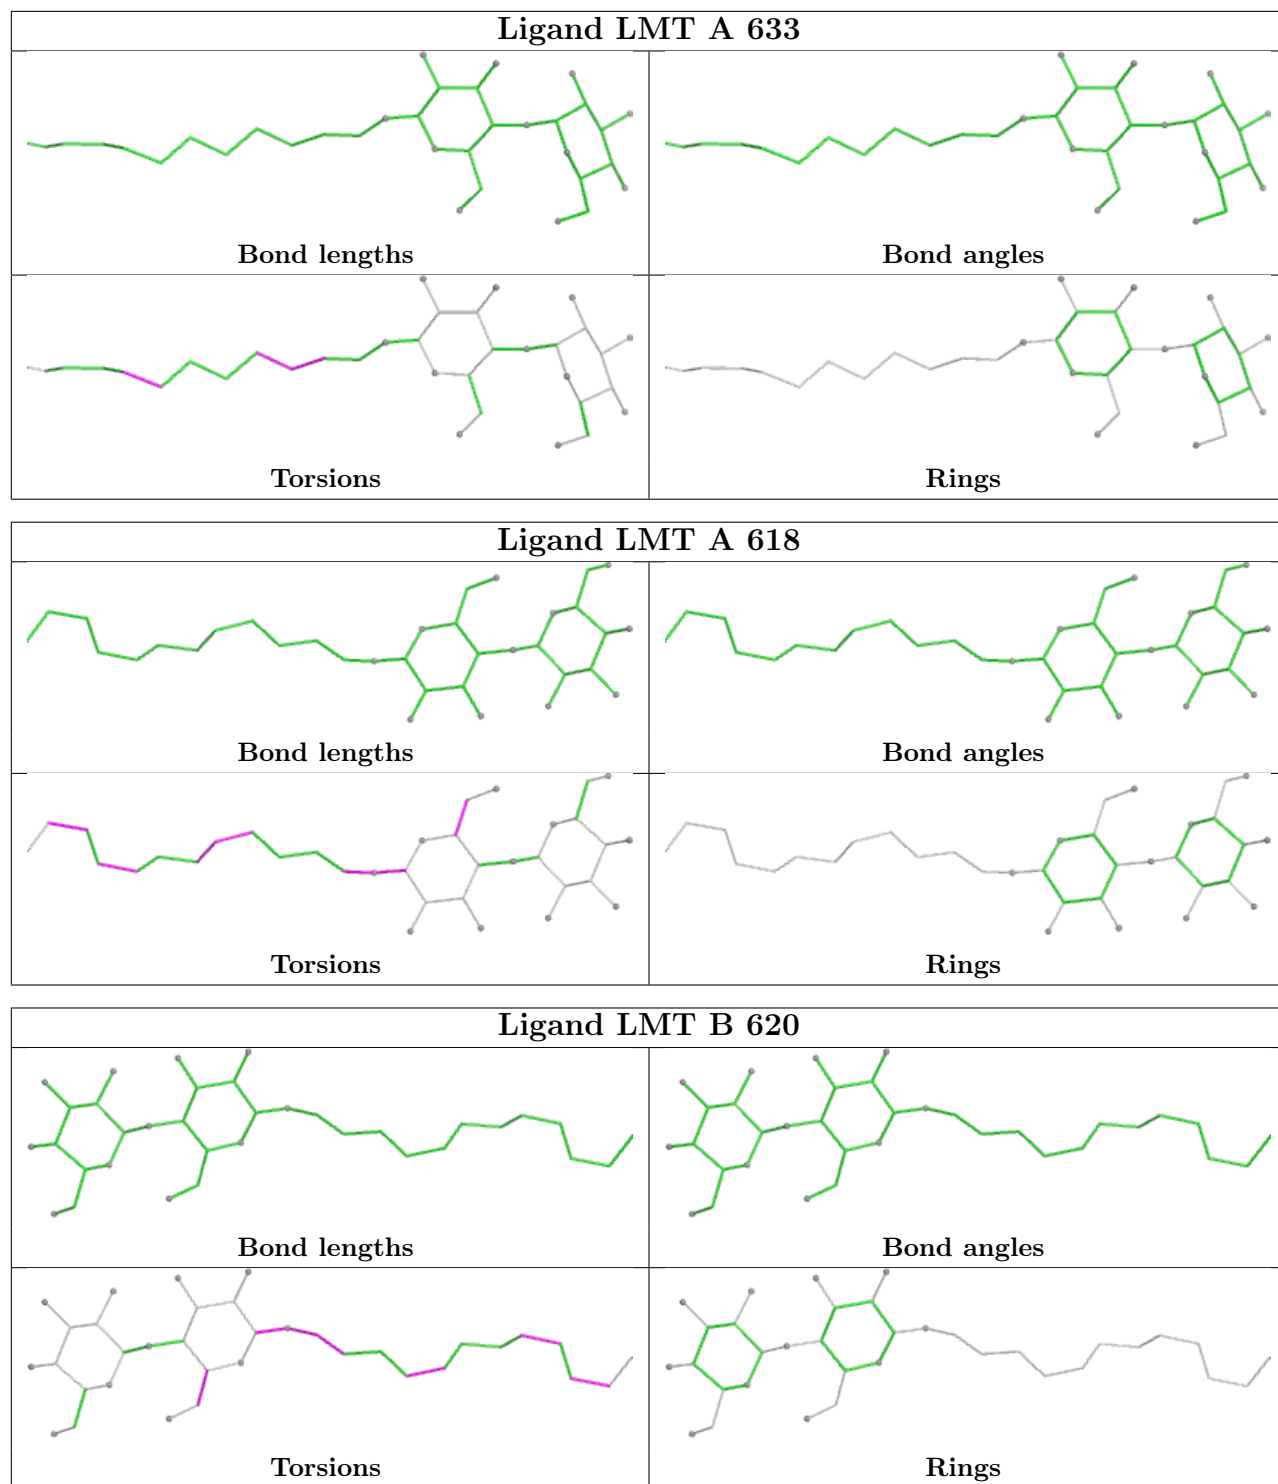 Ligand LMT A 633
Bond lengths
Bond angles
Torsions
Rings
Ligand LMT A 618
Bond lengths
Bond angles
Torsions
Rings
Ligand LMT B 620
Bond lengths
Bond angles
Torsions
Rings